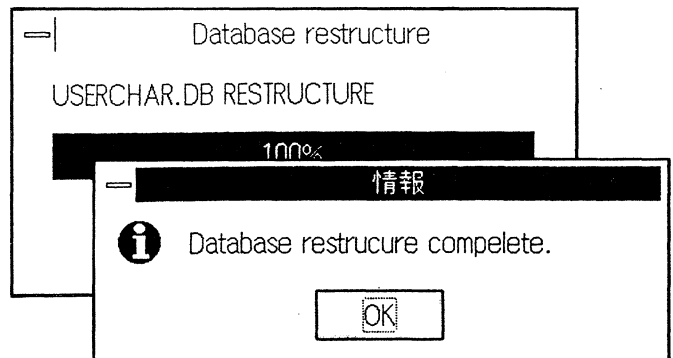 Database restructure
USERCHAR.DB RESTRUCTURE
100%
情報
Database restrucure compelete.
OK